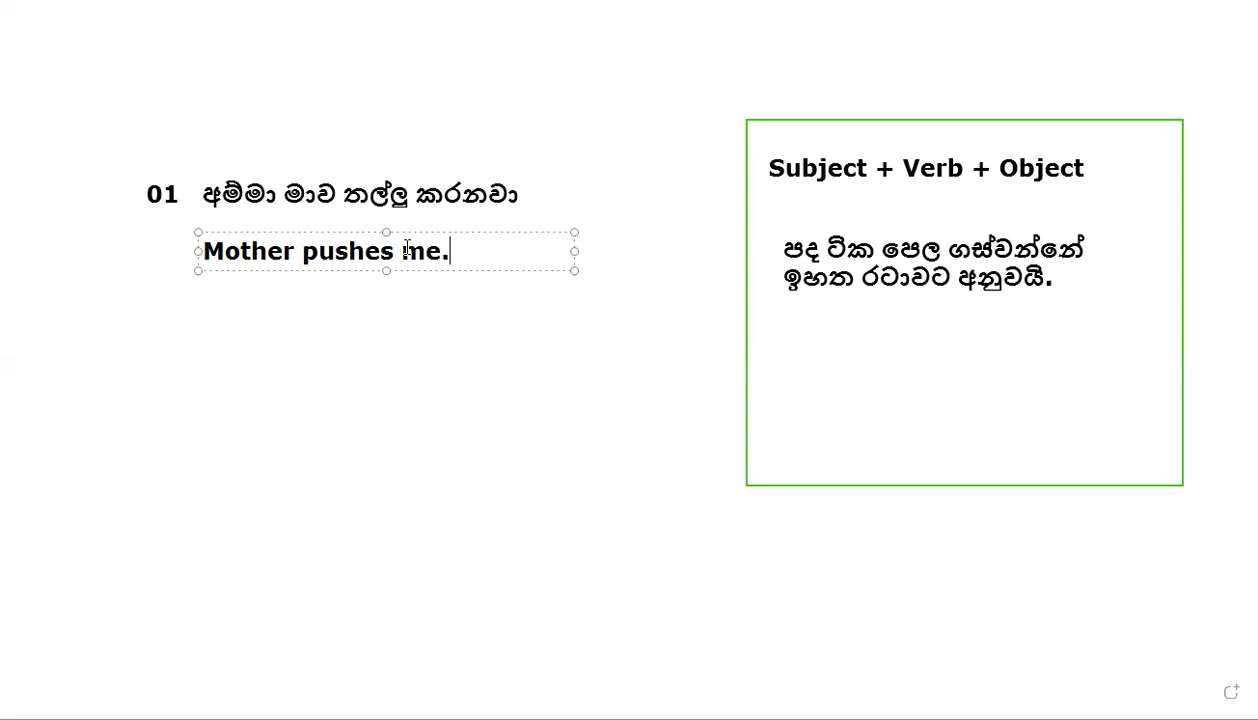 01 අම්මා මාව තල්ලු කරනවා
Mother pushes me.
Subject + Verb + Object
පද ටික පෙල ගස්වන්නේ
ඉහත රටාවට අනුවයි.